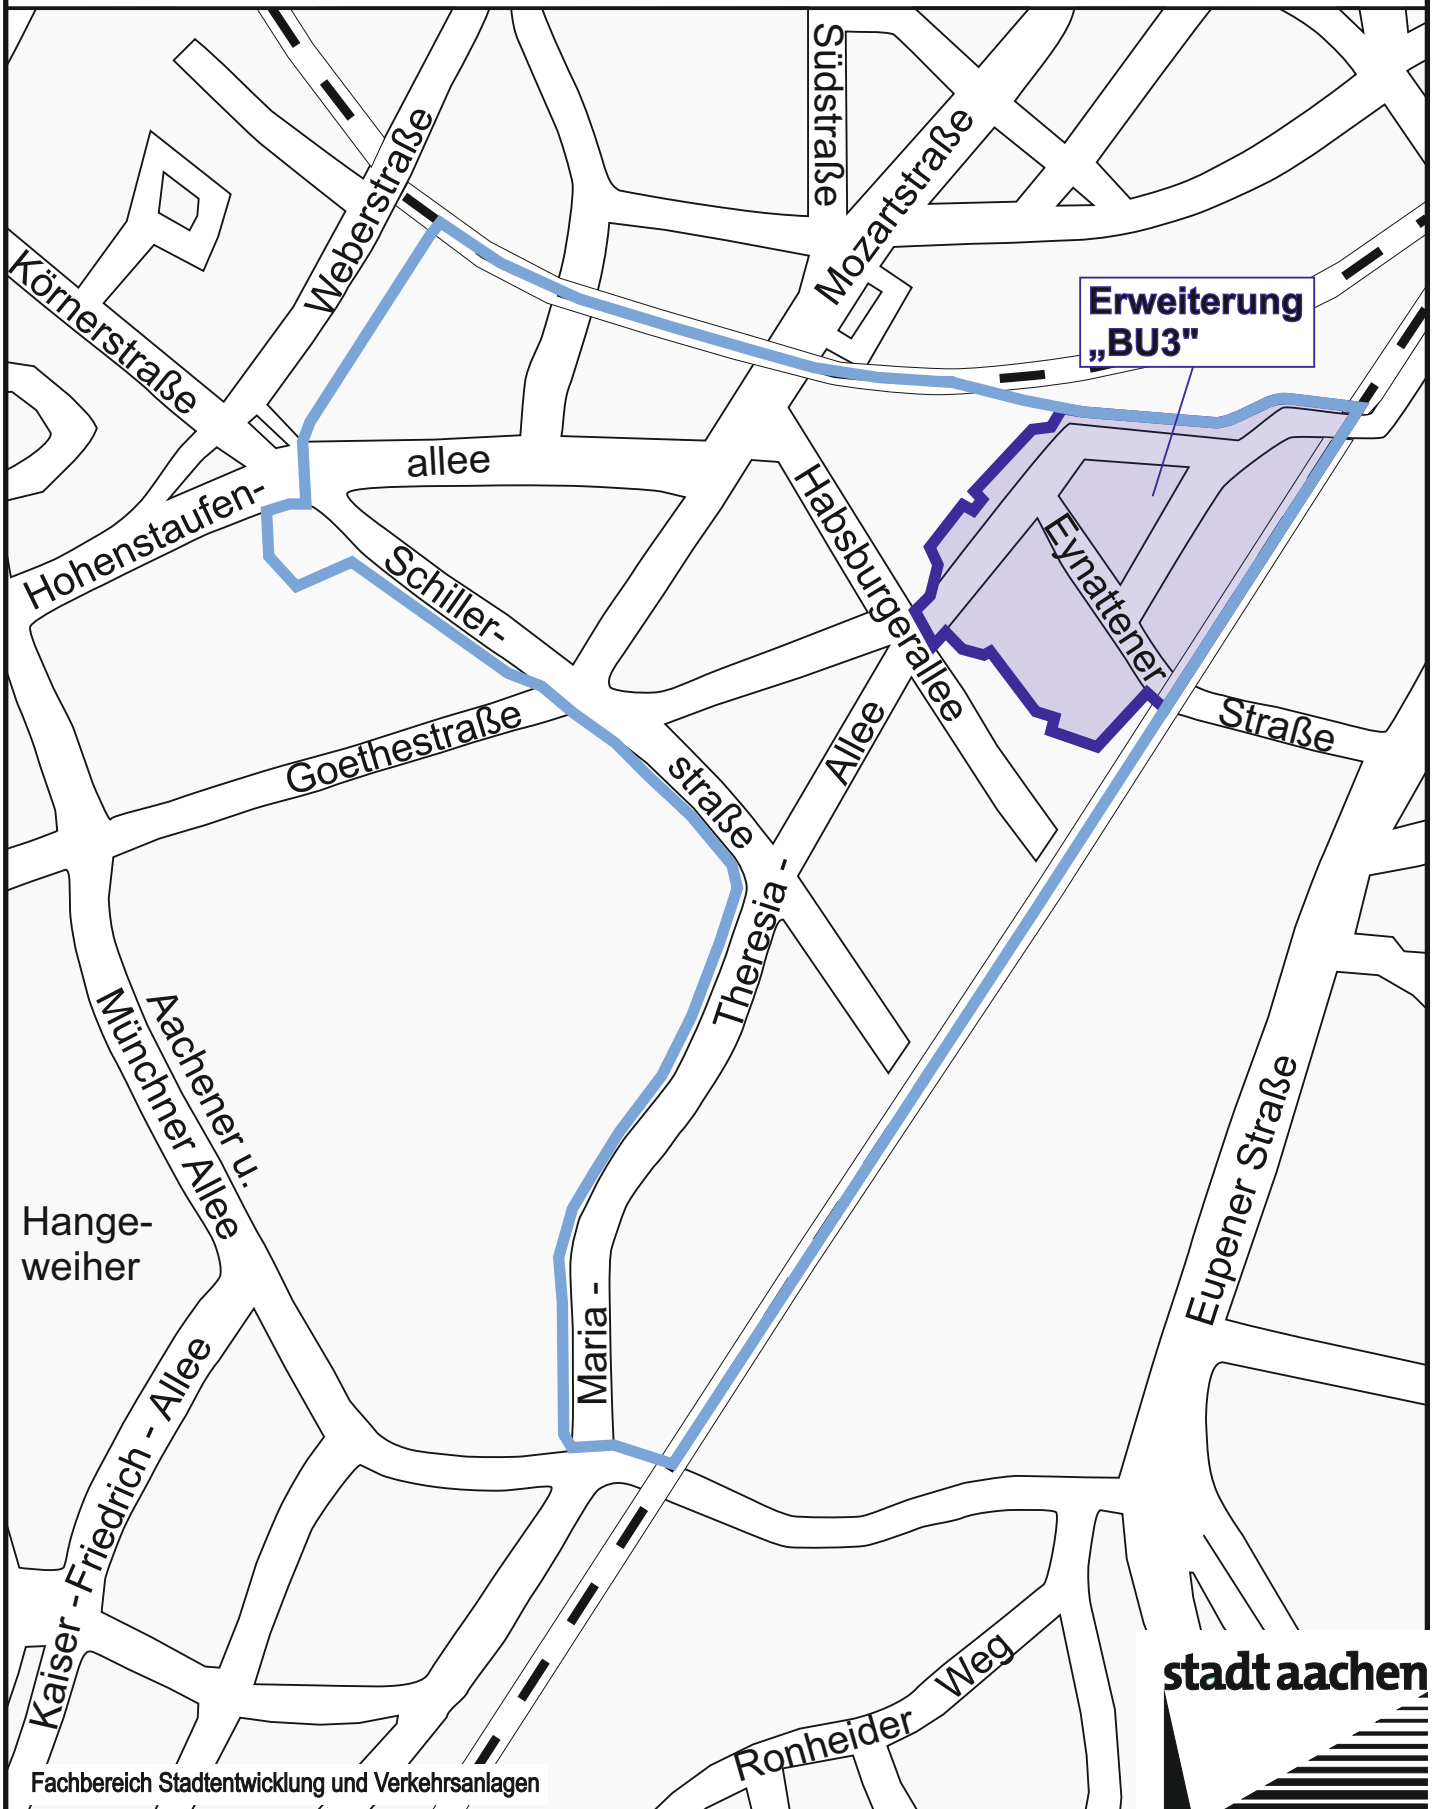 Südstraße
Weberstraße
Mozartstraße
Körnerstraße
Erweiterung
„BU3"
allee
Hohenstaufen-
Habsburgerallee
Eynattener
Schiller-
Goethestraße
Straße
Allee
straße
Theresia -
Aachener u.
Münchner Allee
Eupener Straße
Hange-
weiher
Maria -
Kaiser -Friedrich - Allee
Weg
Ronheider
stadt aachen
Fachbereich Stadtentwicklung und Verkehrsanlagen